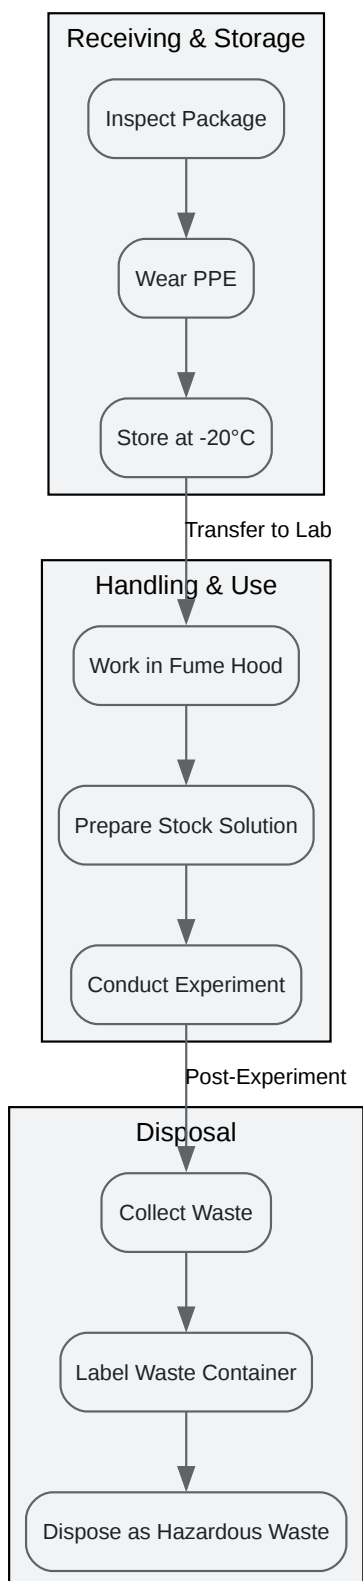 Receiving & Storage
Inspect Package
Wear PPE
Store at -20°C
Transfer to Lab
Handling & Use
Work in Fume Hood
Prepare Stock Solution
Conduct Experiment
Post-Experiment
Disposal
Collect Waste
Label Waste Container
Dispose as Hazardous Waste